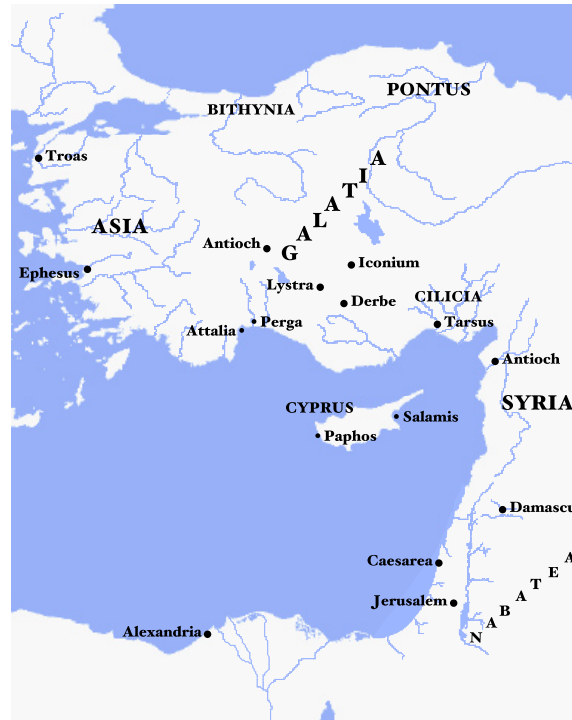 PONTUS
BITHYNIA
Troas
GALATIA
ASIA
Antioch
Iconium
Ephesus
Lystra
CILICIA
Derbe
Perga
Tarsus
Attalia
Antioch
SYRIA
CYPRUS
Salamis
Paphos
Damascu
Caesarea
NABATEA
Jerusalem
Alexandria